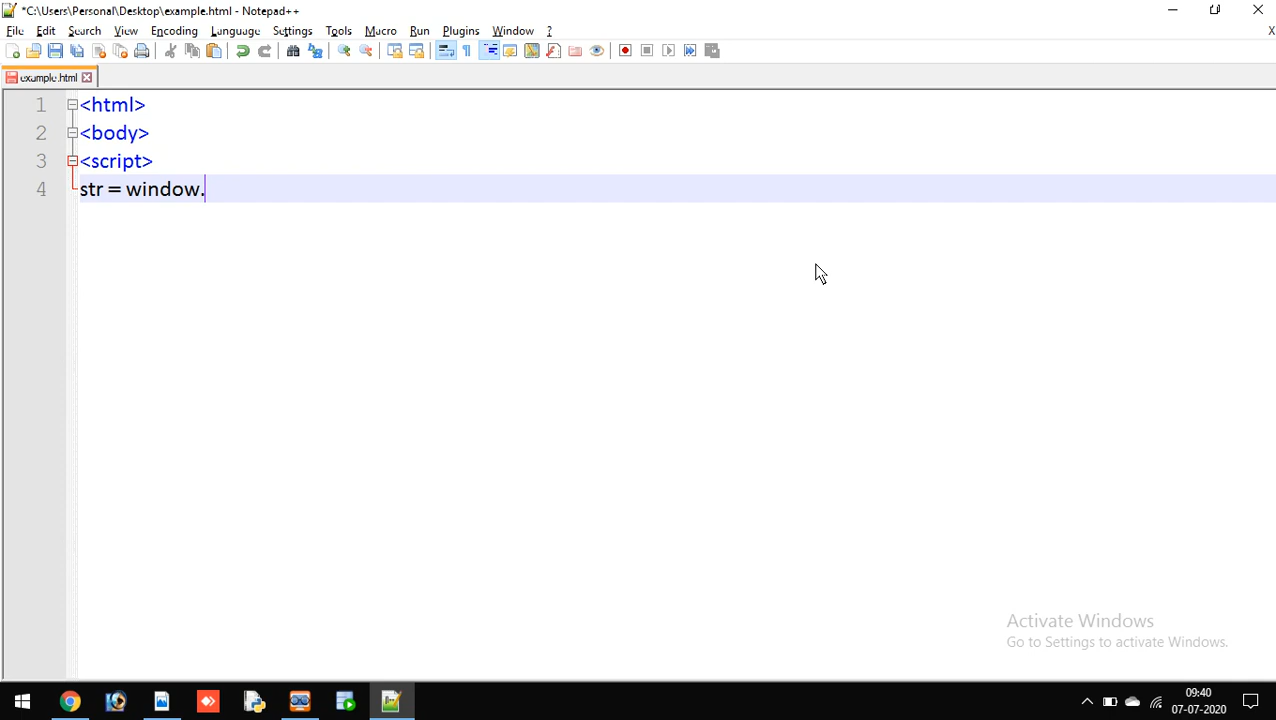 *C:\Users\Personal\Desktop\example.html - Notepad++
File Edit Search View Encoding Language Settings Tools Macro Run Plugins Window ?
X
example.html
1 <html>
2 <body>
3 <script>
4 str = window.
Activate Windows
Go to Settings to activate Windows.
09:40
07-07-2020